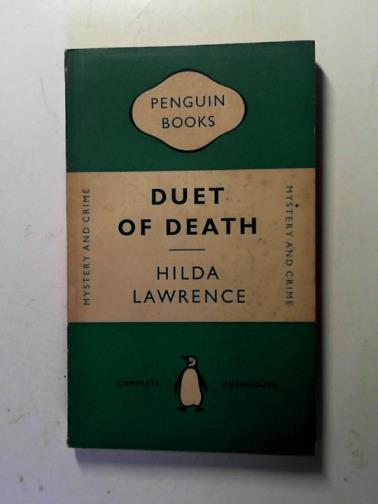 PENGUIN
BOOKS
MYSTERY AND CRIME
DUET
OF DEATH
HILDA
LAWRENCE
MYSTERY AND CRIME
COMPLETE UNABRIDGED